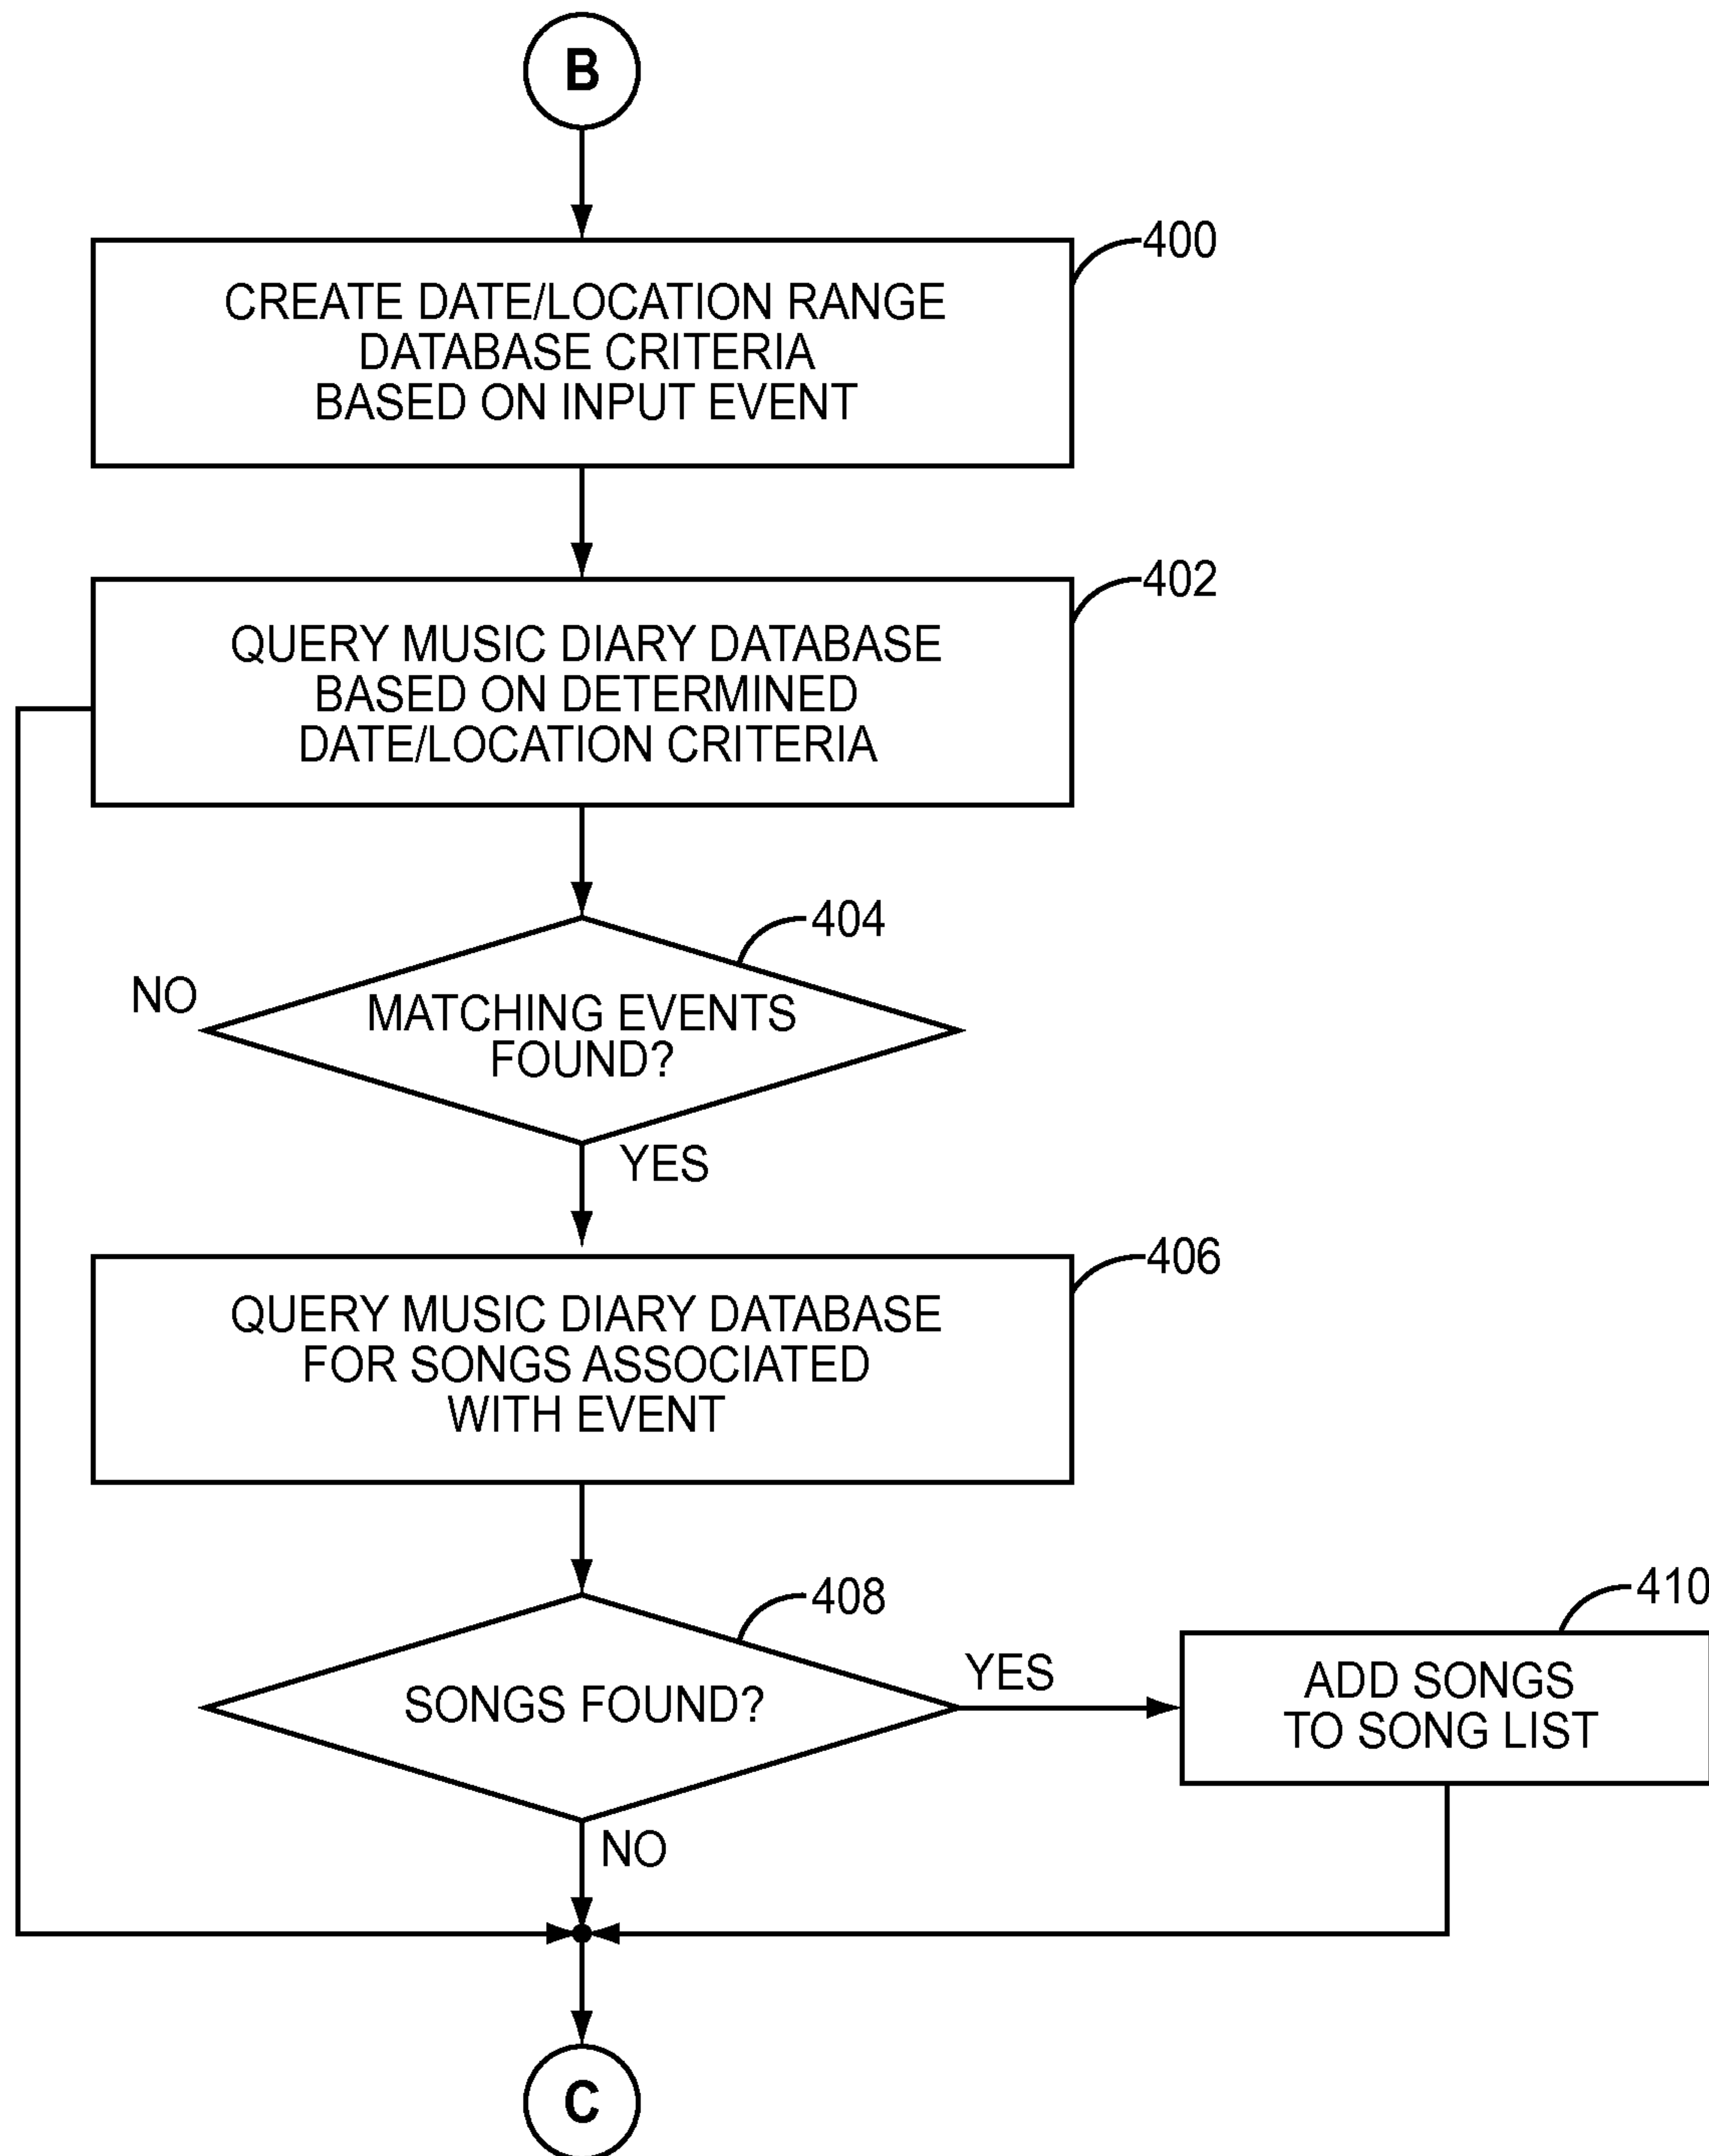 B
400
CREATE DATE/LOCATION RANGE
DATABASE CRITERIA
BASED ON INPUT EVENT
402
QUERY MUSIC DIARY DATABASE
BASED ON DETERMINED
DATE/LOCATION CRITERIA
404
NO
MATCHING EVENTS
FOUND?
YES
406
QUERY MUSIC DIARY DATABASE
FOR SONGS ASSOCIATED
WITH EVENT
408
SONGS FOUND?
YES
410
ADD SONGS
TO SONG LIST
NO
C